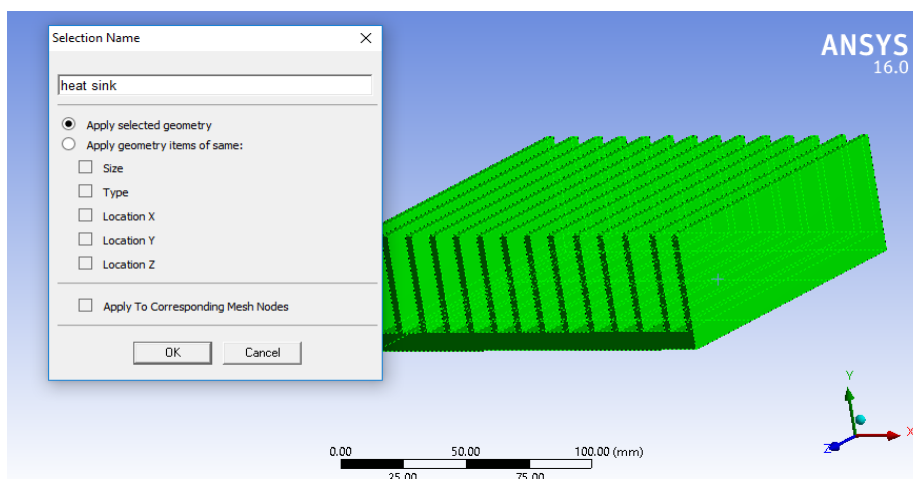 Selection Name
heat sink
Apply selected geometry
Apply geometry items of same:
Size
Type
Location X
Location Y
Location Z
Apply To Corresponding Mesh Nodes
OK Cancel
ANSYS
16.0
Y
X
Z
0.00 50.00 100.00 (mm)
25.00 75.00